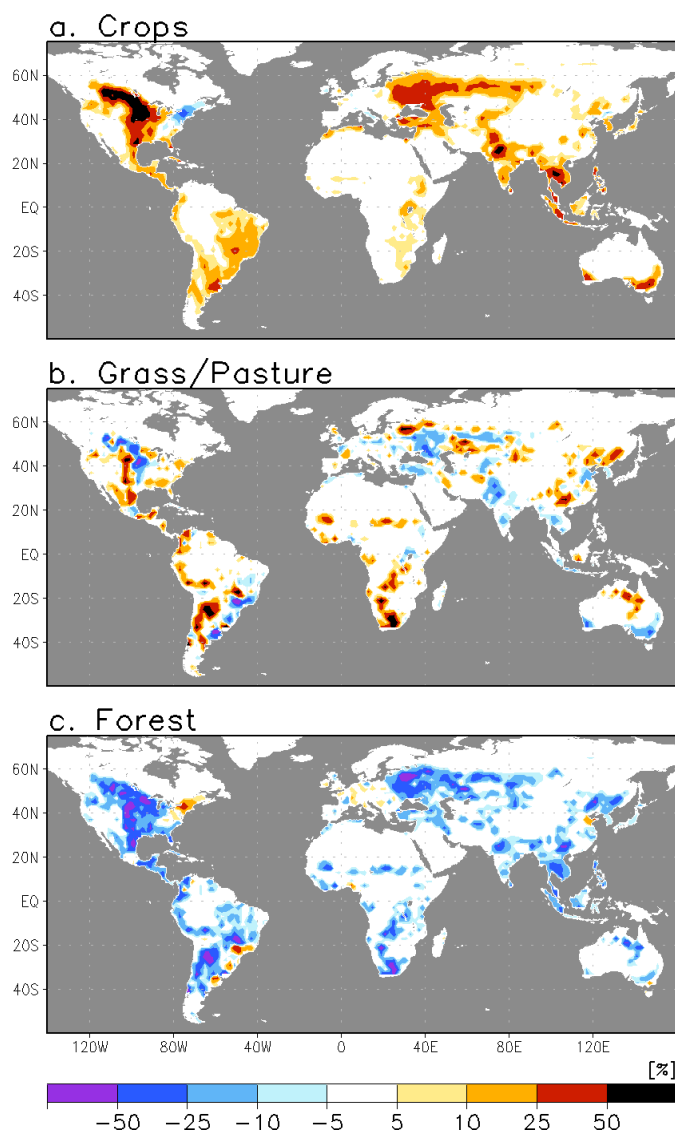 a. Crops
60N
40N
20N
EQ
20S
40S
b. Grass/Pasture
60N
40N
20N
EQ
20S
40S
c. Forest
60N
40N
20N
EQ
20S
40S
120W 80W 40W 0 40E 80E 120E
[%]
−50 −25 −10 −5 5 10 25 50